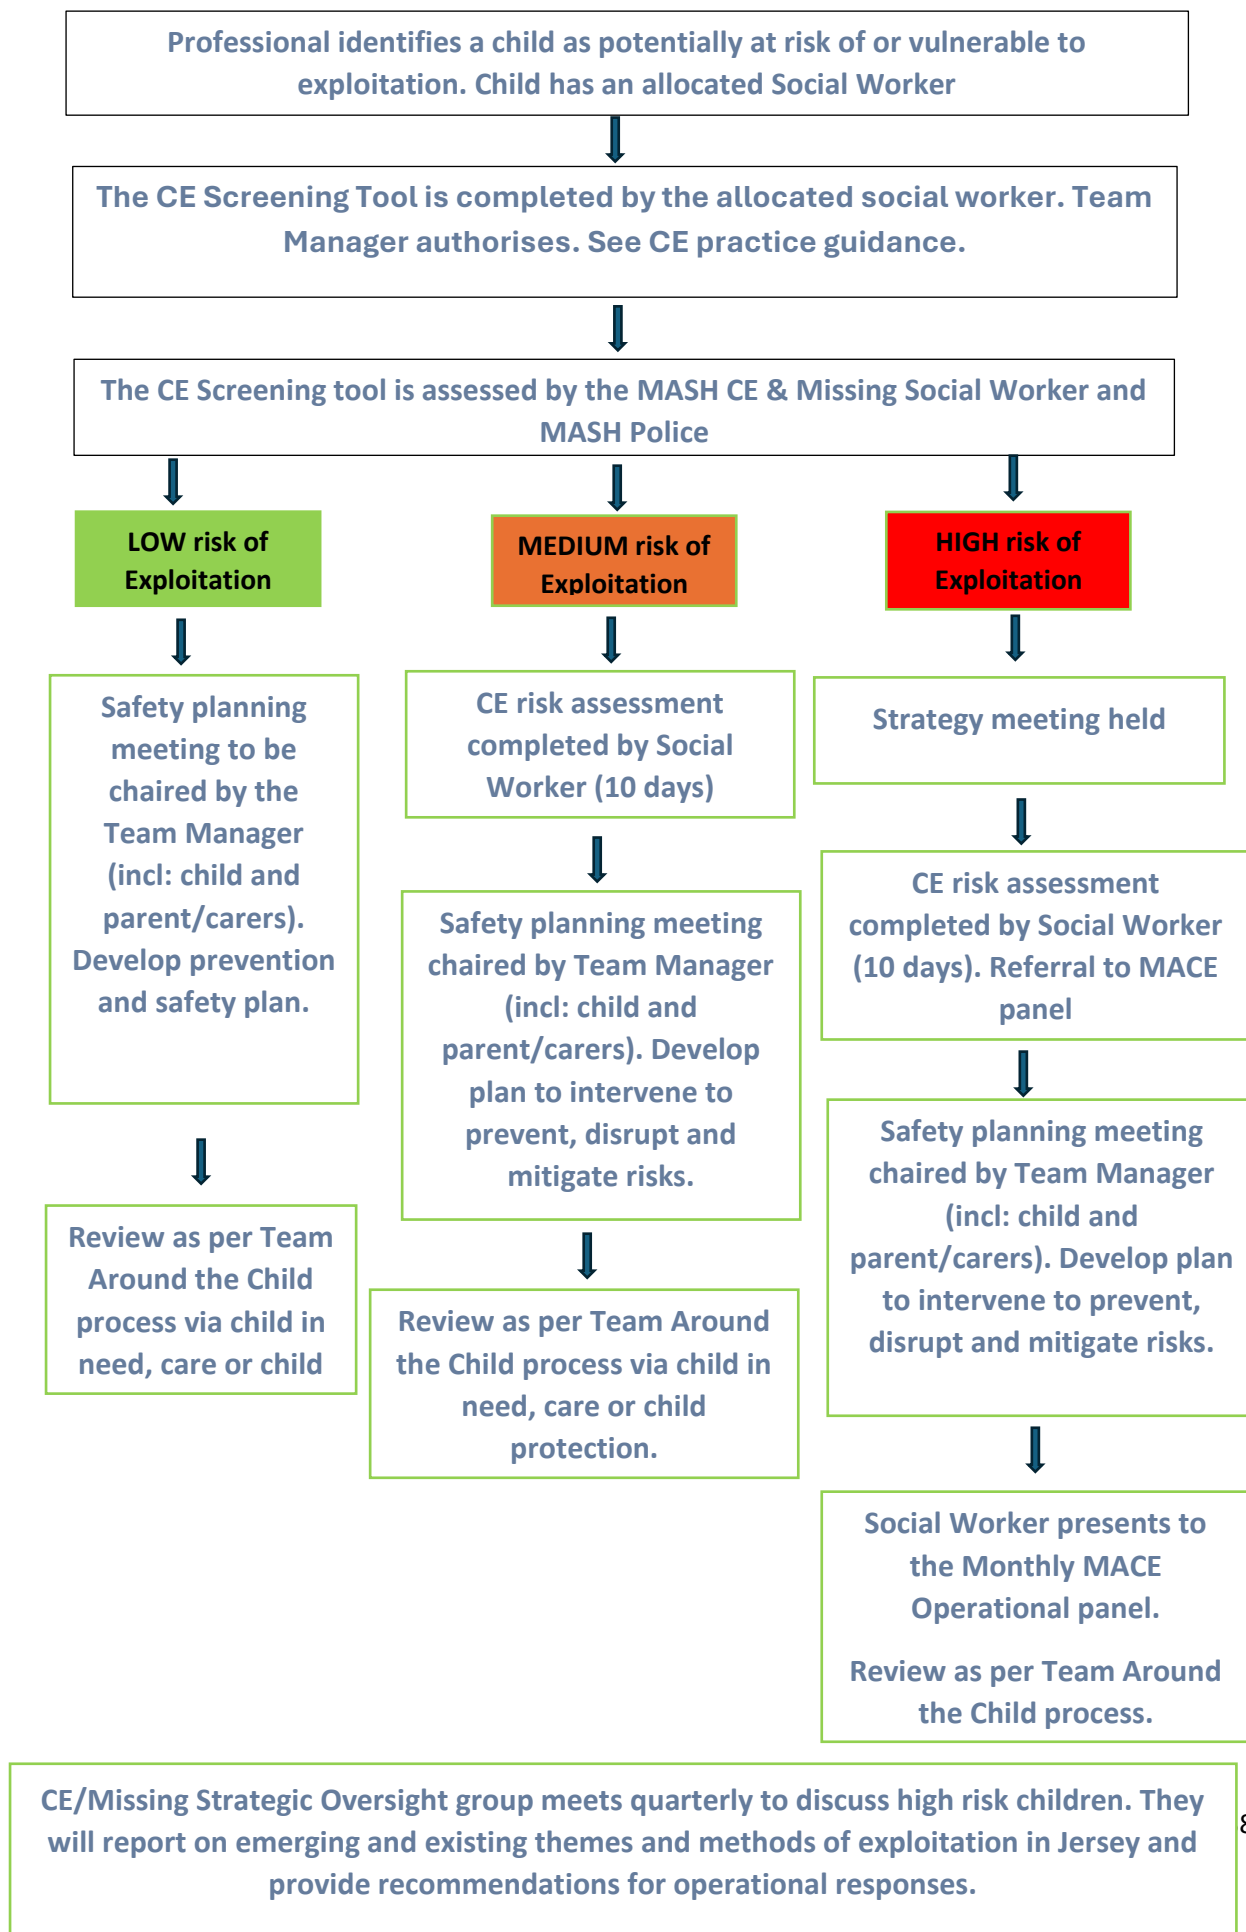 Professional identifies a child as potentially at risk of or vulnerable to
exploitation. Child has an allocated Social Worker
The CE Screening Tool is completed by the allocated social worker. Team
Manager authorises. See CE practice guidance.
The CE Screening tool is assessed by the MASH CE & Missing Social Worker and
MASH Police
LOW risk of
Exploitation
Safety planning
meeting to be
chaired by the
Team Manager
(incl: child and
parent/carers).
Develop prevention
and safety plan.
Review as per Team
Around the Child
process via child in
need, care or child
MEDIUM risk of
Exploitation
CE risk assessment
completed by Social
Worker (10 days)
Safety planning meeting
chaired by Team Manager
(incl: child and
parent/carers). Develop
plan to intervene to
prevent, disrupt and
mitigate risks.
Review as per Team Around
the Child process via child in
need, care or child
protection.
HIGH risk of
Exploitation
Strategy meeting held
CE risk assessment
completed by Social Worker
(10 days). Referral to MACE
panel
Safety planning meeting
chaired by Team Manager
(incl: child and
parent/carers). Develop plan
to intervene to prevent,
disrupt and mitigate risks.
Social Worker presents to
the Monthly MACE
Operational panel.
Review as per Team Around
the Child process.
CE/Missing Strategic Oversight group meets quarterly to discuss high risk children. They
will report on emerging and existing themes and methods of exploitation in Jersey and
provide recommendations for operational responses.